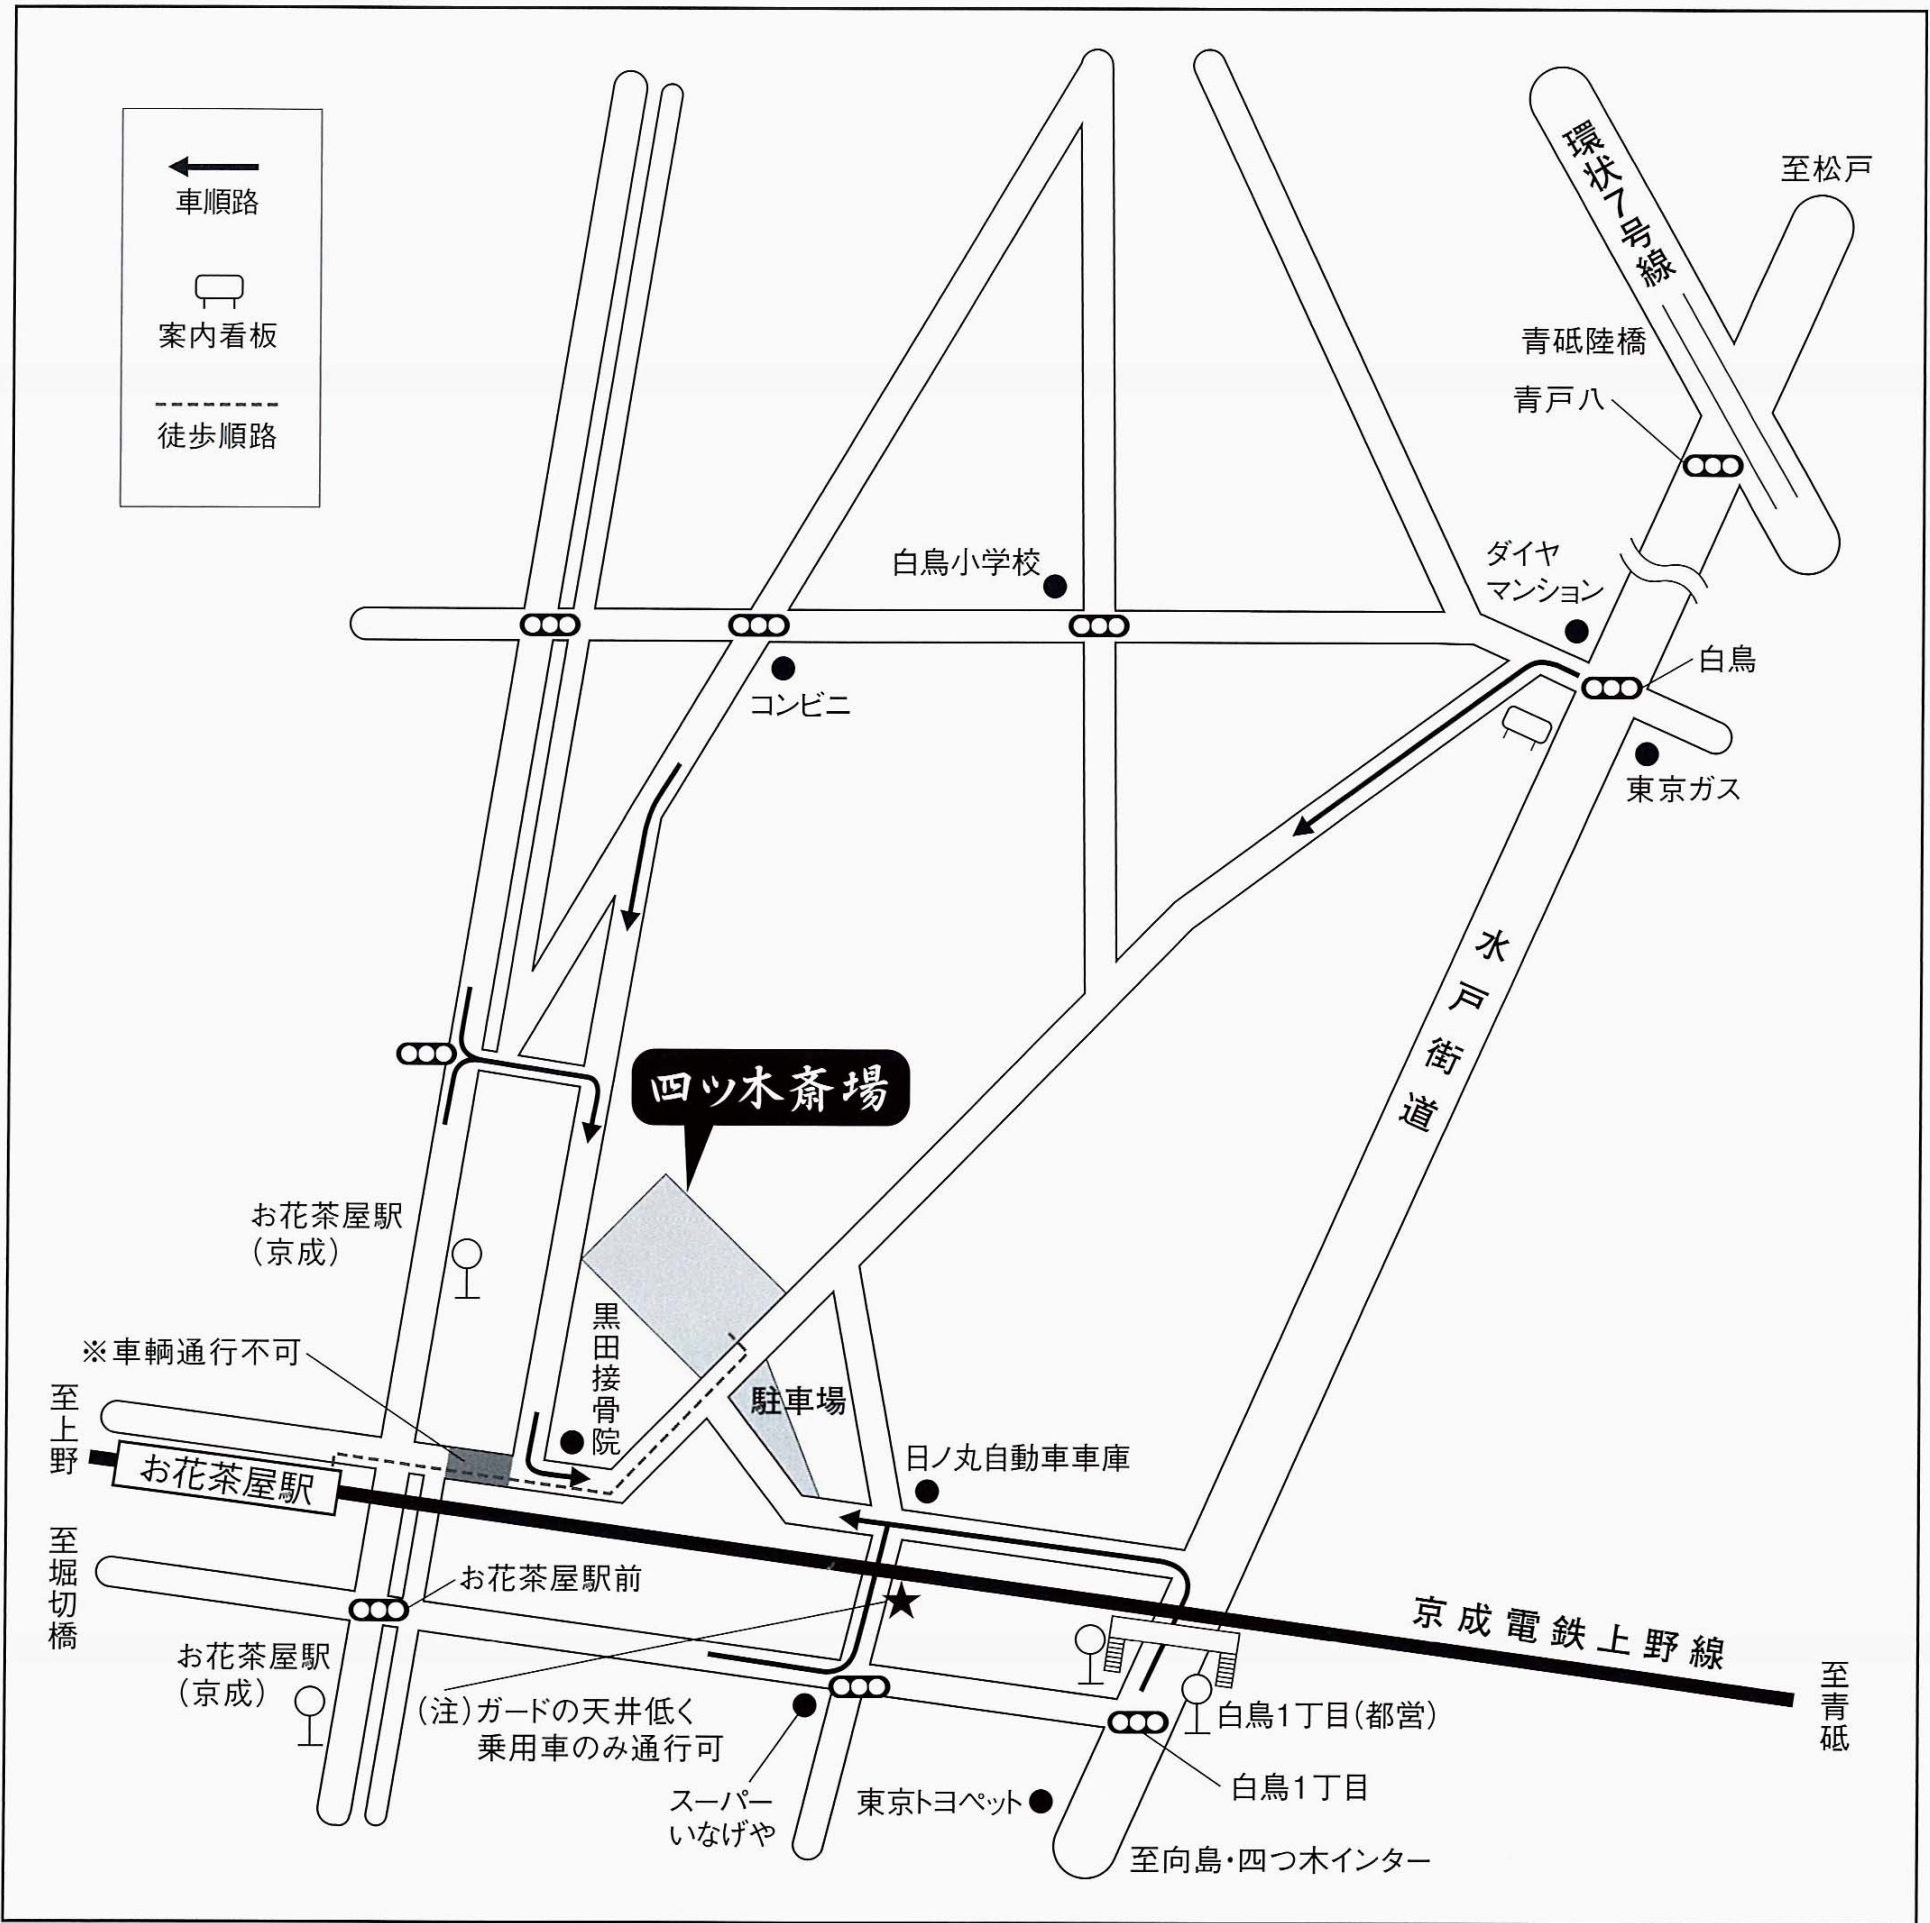 車順路
案内看板
徒歩順路
環状7号線
至松戸
青砥陸橋
青戸八
白鳥小学校
ダイヤ
マンション
白鳥
コンビニ
東京ガス
水戸街道
四ツ木斎場
お花茶屋駅
（京成）
黒田接骨院
※車輌通行不可
駐車場
至上野
お花茶屋駅
日ノ丸自動車車庫
至堀切橋
お花茶屋駅前
京成電鉄上野線
お花茶屋駅
（京成）
至青砥
（注）ガードの天井低く
乗用車のみ通行可
白鳥1丁目（都営）
白鳥1丁目
スーパー
いなげや
東京トヨペット
至向島・四つ木インター